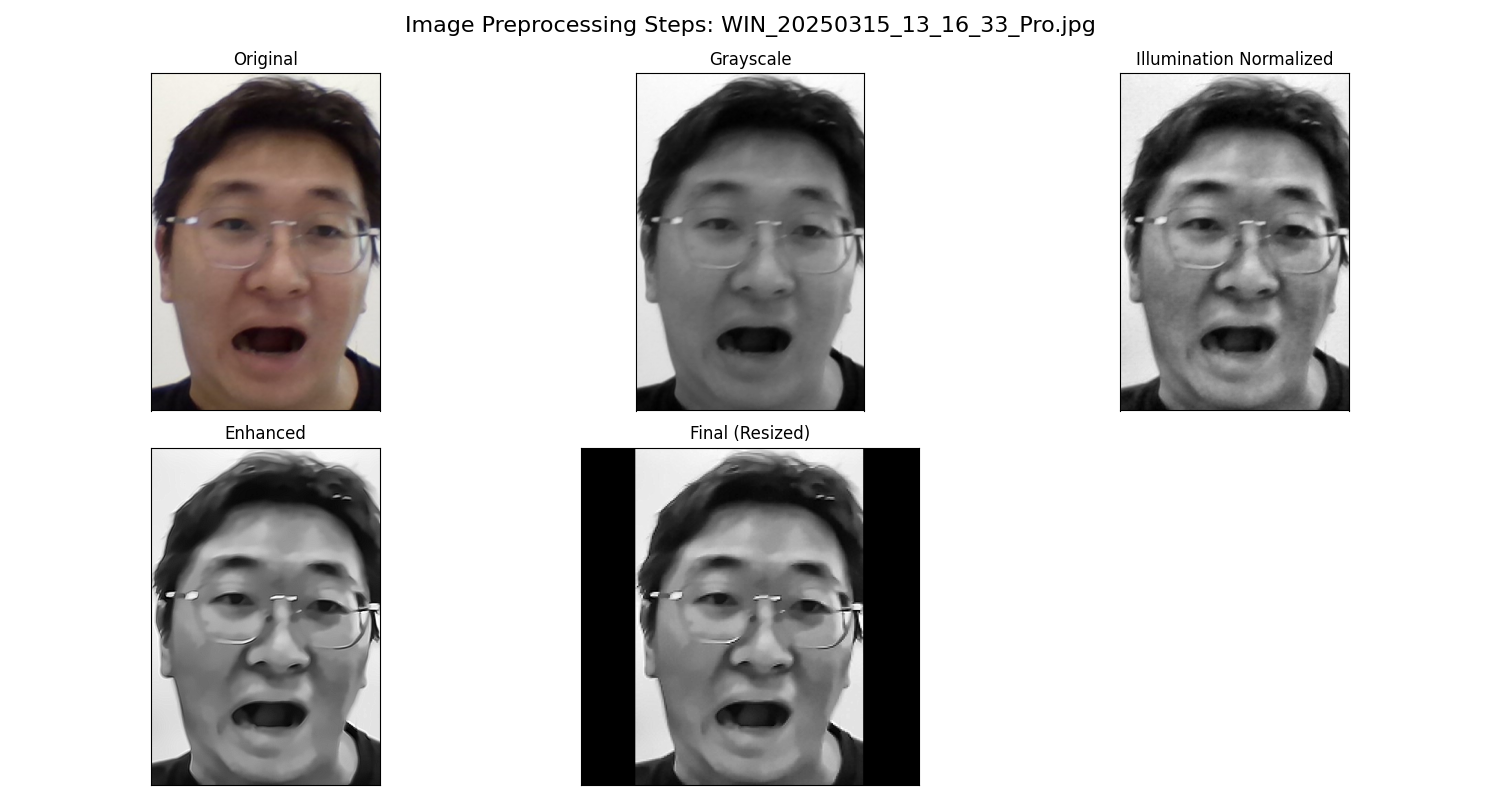 Image Preprocessing Steps: WIN_20250315_13_16_33_Pro.jpg
Original
Grayscale
Illumination Normalized
Enhanced
Final (Resized)